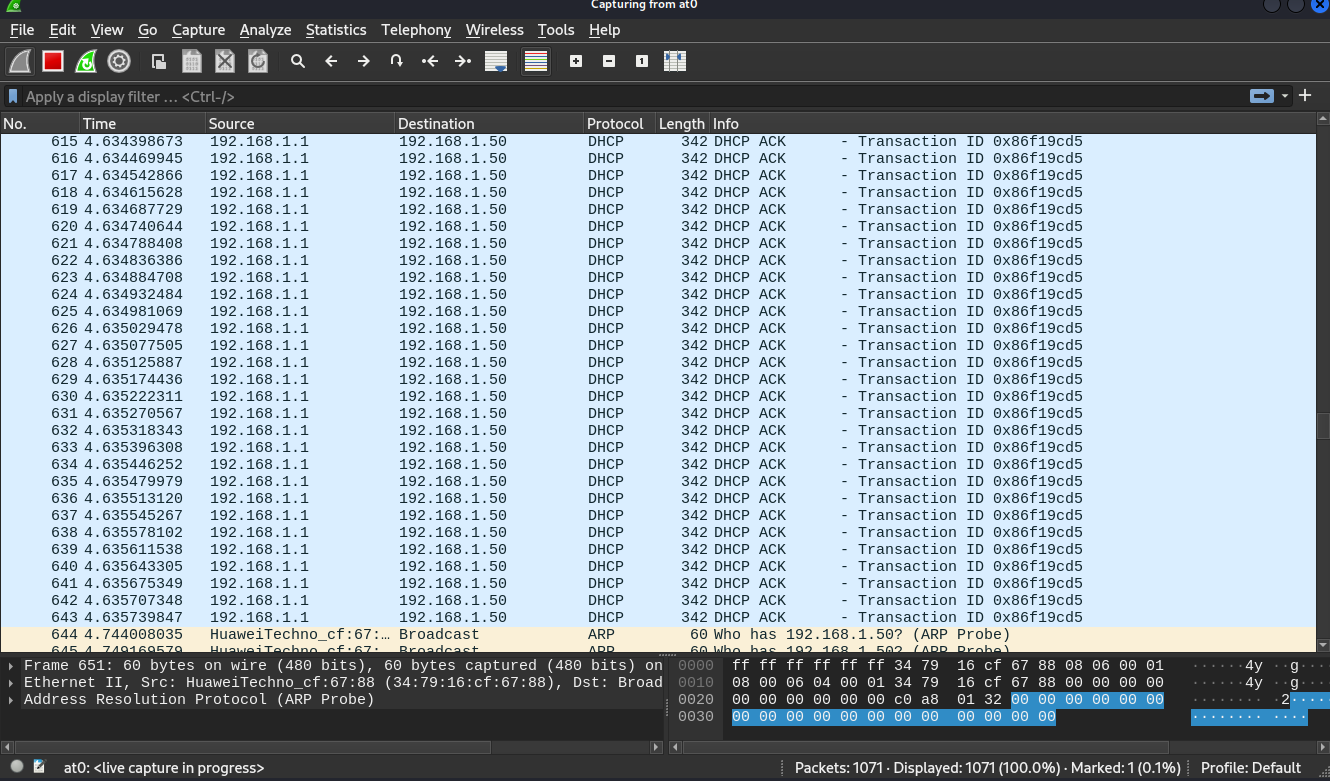 Capturing from at0
File Edit View Go Capture Analyze Statistics Telephony Wireless Tools Help
Apply a display filter … <Ctrl-/>
No. Time Source Destination Protocol Length Info
615 4.634398673 192.168.1.1 192.168.1.50 DHCP 342 DHCP ACK - Transaction ID 0x86f19cd5
616 4.634469945 192.168.1.1 192.168.1.50 DHCP 342 DHCP ACK - Transaction ID 0x86f19cd5
617 4.634542866 192.168.1.1 192.168.1.50 DHCP 342 DHCP ACK - Transaction ID 0x86f19cd5
618 4.634615628 192.168.1.1 192.168.1.50 DHCP 342 DHCP ACK - Transaction ID 0x86f19cd5
619 4.634687729 192.168.1.1 192.168.1.50 DHCP 342 DHCP ACK - Transaction ID 0x86f19cd5
620 4.634740644 192.168.1.1 192.168.1.50 DHCP 342 DHCP ACK - Transaction ID 0x86f19cd5
621 4.634788408 192.168.1.1 192.168.1.50 DHCP 342 DHCP ACK - Transaction ID 0x86f19cd5
622 4.634836386 192.168.1.1 192.168.1.50 DHCP 342 DHCP ACK - Transaction ID 0x86f19cd5
623 4.634884708 192.168.1.1 192.168.1.50 DHCP 342 DHCP ACK - Transaction ID 0x86f19cd5
624 4.634932484 192.168.1.1 192.168.1.50 DHCP 342 DHCP ACK - Transaction ID 0x86f19cd5
625 4.634981069 192.168.1.1 192.168.1.50 DHCP 342 DHCP ACK - Transaction ID 0x86f19cd5
626 4.635029478 192.168.1.1 192.168.1.50 DHCP 342 DHCP ACK - Transaction ID 0x86f19cd5
627 4.635077505 192.168.1.1 192.168.1.50 DHCP 342 DHCP ACK - Transaction ID 0x86f19cd5
628 4.635125887 192.168.1.1 192.168.1.50 DHCP 342 DHCP ACK - Transaction ID 0x86f19cd5
629 4.635174436 192.168.1.1 192.168.1.50 DHCP 342 DHCP ACK - Transaction ID 0x86f19cd5
630 4.635222311 192.168.1.1 192.168.1.50 DHCP 342 DHCP ACK - Transaction ID 0x86f19cd5
631 4.635270567 192.168.1.1 192.168.1.50 DHCP 342 DHCP ACK - Transaction ID 0x86f19cd5
632 4.635318343 192.168.1.1 192.168.1.50 DHCP 342 DHCP ACK - Transaction ID 0x86f19cd5
633 4.635396308 192.168.1.1 192.168.1.50 DHCP 342 DHCP ACK - Transaction ID 0x86f19cd5
634 4.635446252 192.168.1.1 192.168.1.50 DHCP 342 DHCP ACK - Transaction ID 0x86f19cd5
635 4.635479979 192.168.1.1 192.168.1.50 DHCP 342 DHCP ACK - Transaction ID 0x86f19cd5
636 4.635513120 192.168.1.1 192.168.1.50 DHCP 342 DHCP ACK - Transaction ID 0x86f19cd5
637 4.635545267 192.168.1.1 192.168.1.50 DHCP 342 DHCP ACK - Transaction ID 0x86f19cd5
638 4.635578102 192.168.1.1 192.168.1.50 DHCP 342 DHCP ACK - Transaction ID 0x86f19cd5
639 4.635611538 192.168.1.1 192.168.1.50 DHCP 342 DHCP ACK - Transaction ID 0x86f19cd5
640 4.635643305 192.168.1.1 192.168.1.50 DHCP 342 DHCP ACK - Transaction ID 0x86f19cd5
641 4.635675349 192.168.1.1 192.168.1.50 DHCP 342 DHCP ACK - Transaction ID 0x86f19cd5
642 4.635707348 192.168.1.1 192.168.1.50 DHCP 342 DHCP ACK - Transaction ID 0x86f19cd5
643 4.635739847 192.168.1.1 192.168.1.50 DHCP 342 DHCP ACK - Transaction ID 0x86f19cd5
644 4.744008035 HuaweiTechno_cf:67:… Broadcast ARP 60 Who has 192.168.1.50? (ARP Probe)
645 4.749169579 HuaweiTechno_cf:67:… Broadcast ARP 60 Who has 192.168.1.50? (ARP Probe)
Frame 651: 60 bytes on wire (480 bits), 60 bytes captured (480 bits) on
Ethernet II, Src: HuaweiTechno_cf:67:88 (34:79:16:cf:67:88), Dst: Broad
Address Resolution Protocol (ARP Probe)
0000 ff ff ff ff ff ff 34 79 16 cf 67 88 08 06 00 01 ······4y ··g·····
0010 08 00 06 04 00 01 34 79 16 cf 67 88 00 00 00 00 ······4y ··g·····
0020 00 00 00 00 00 00 c0 a8 01 32 00 00 00 00 00 00 ········ ·2······
0030 00 00 00 00 00 00 00 00 00 00 00 00 ········ ····
at0: <live capture in progress>
Packets: 1071 · Displayed: 1071 (100.0%) · Marked: 1 (0.1%)
Profile: Default